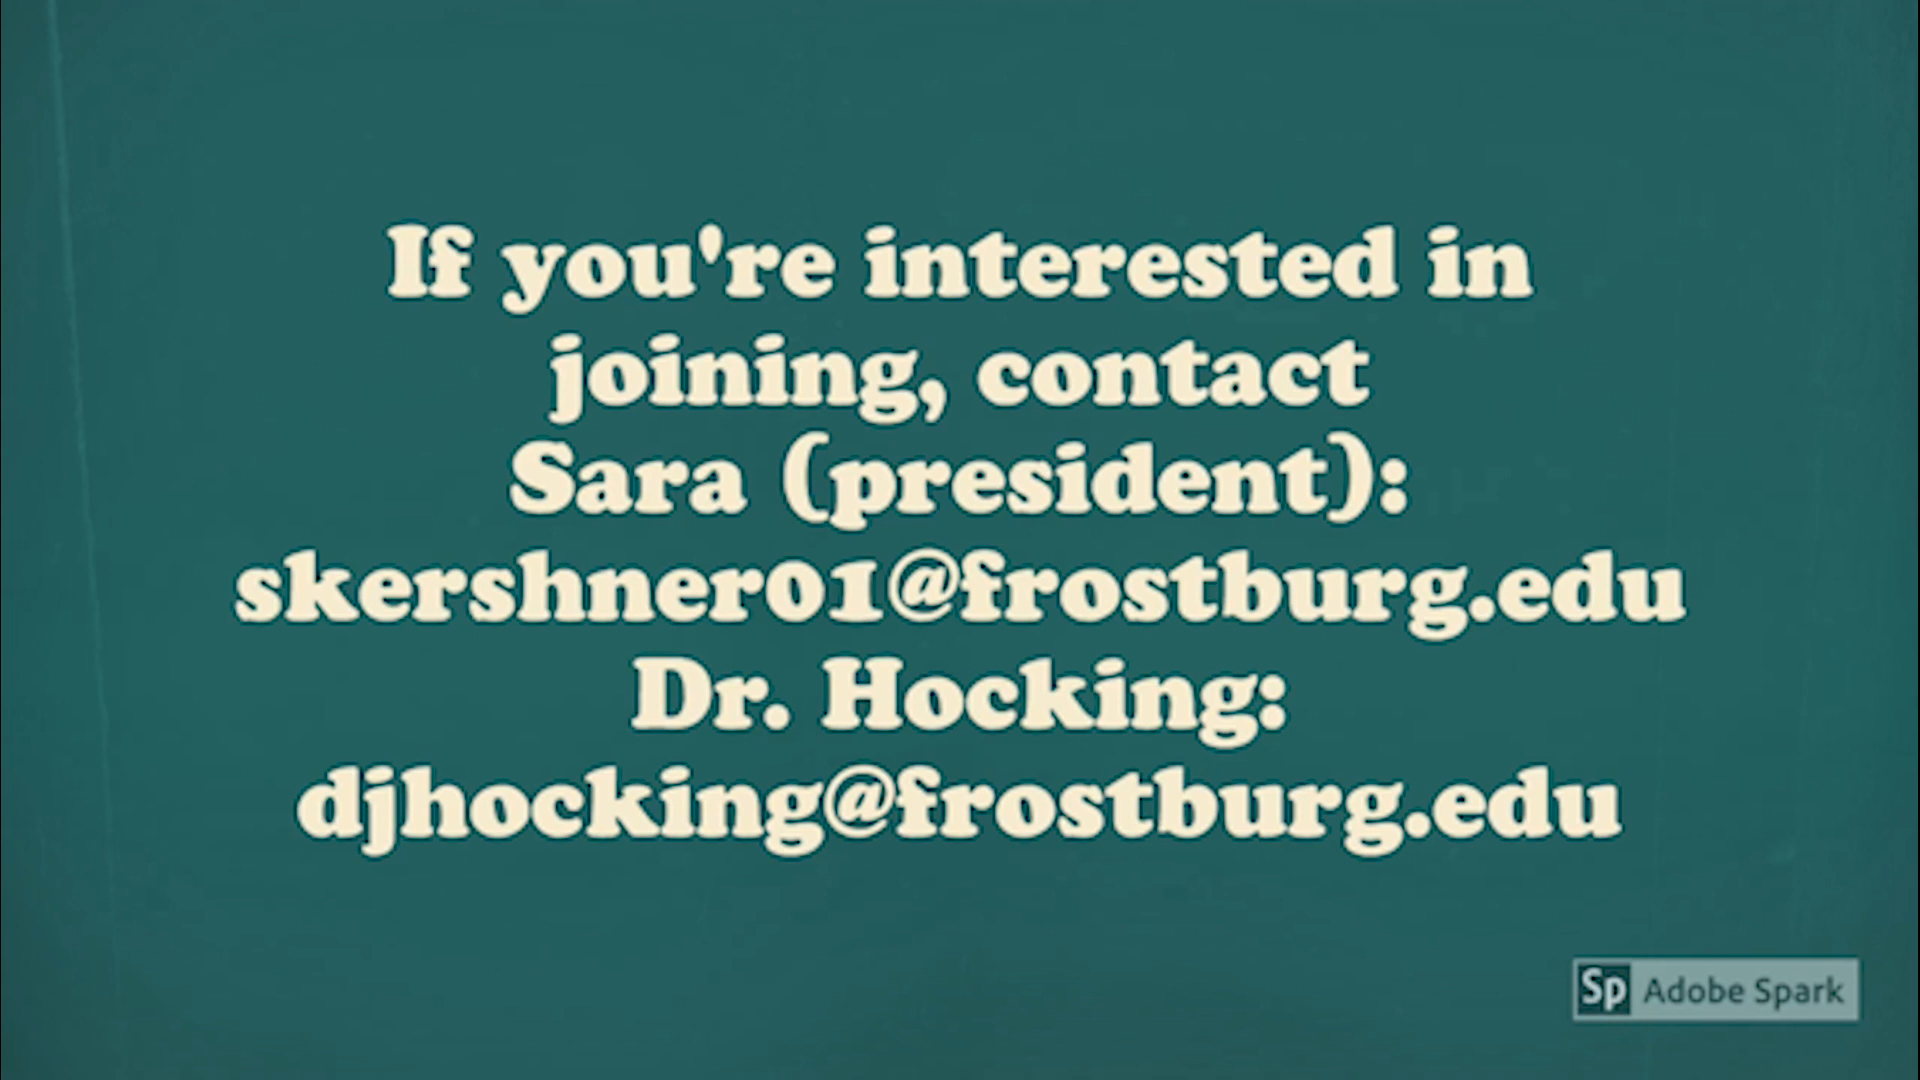 If you're interested in
joining, contact
Sara (president):
skershner01@frostburg.edu
Dr. Hocking:
djhocking@frostburg.edu
Sp Adobe Spark